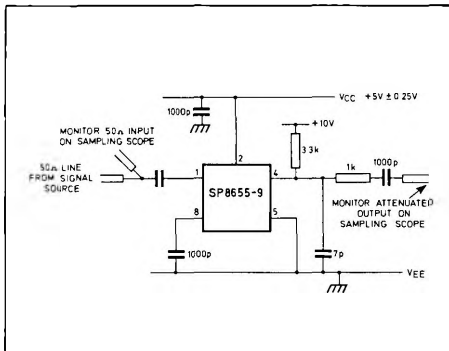 VCC +5V ± 0.25V
1000p
+10V
MONITOR 50Ω INPUT
ON SAMPLING SCOPE
3.3k
2
50Ω LINE
FROM SIGNAL
SOURCE
1
SP8655-9
4
1k
1000p
8
5
MONITOR ATTENUATED
OUTPUT ON
SAMPLING SCOPE
1000p
7p
VEE